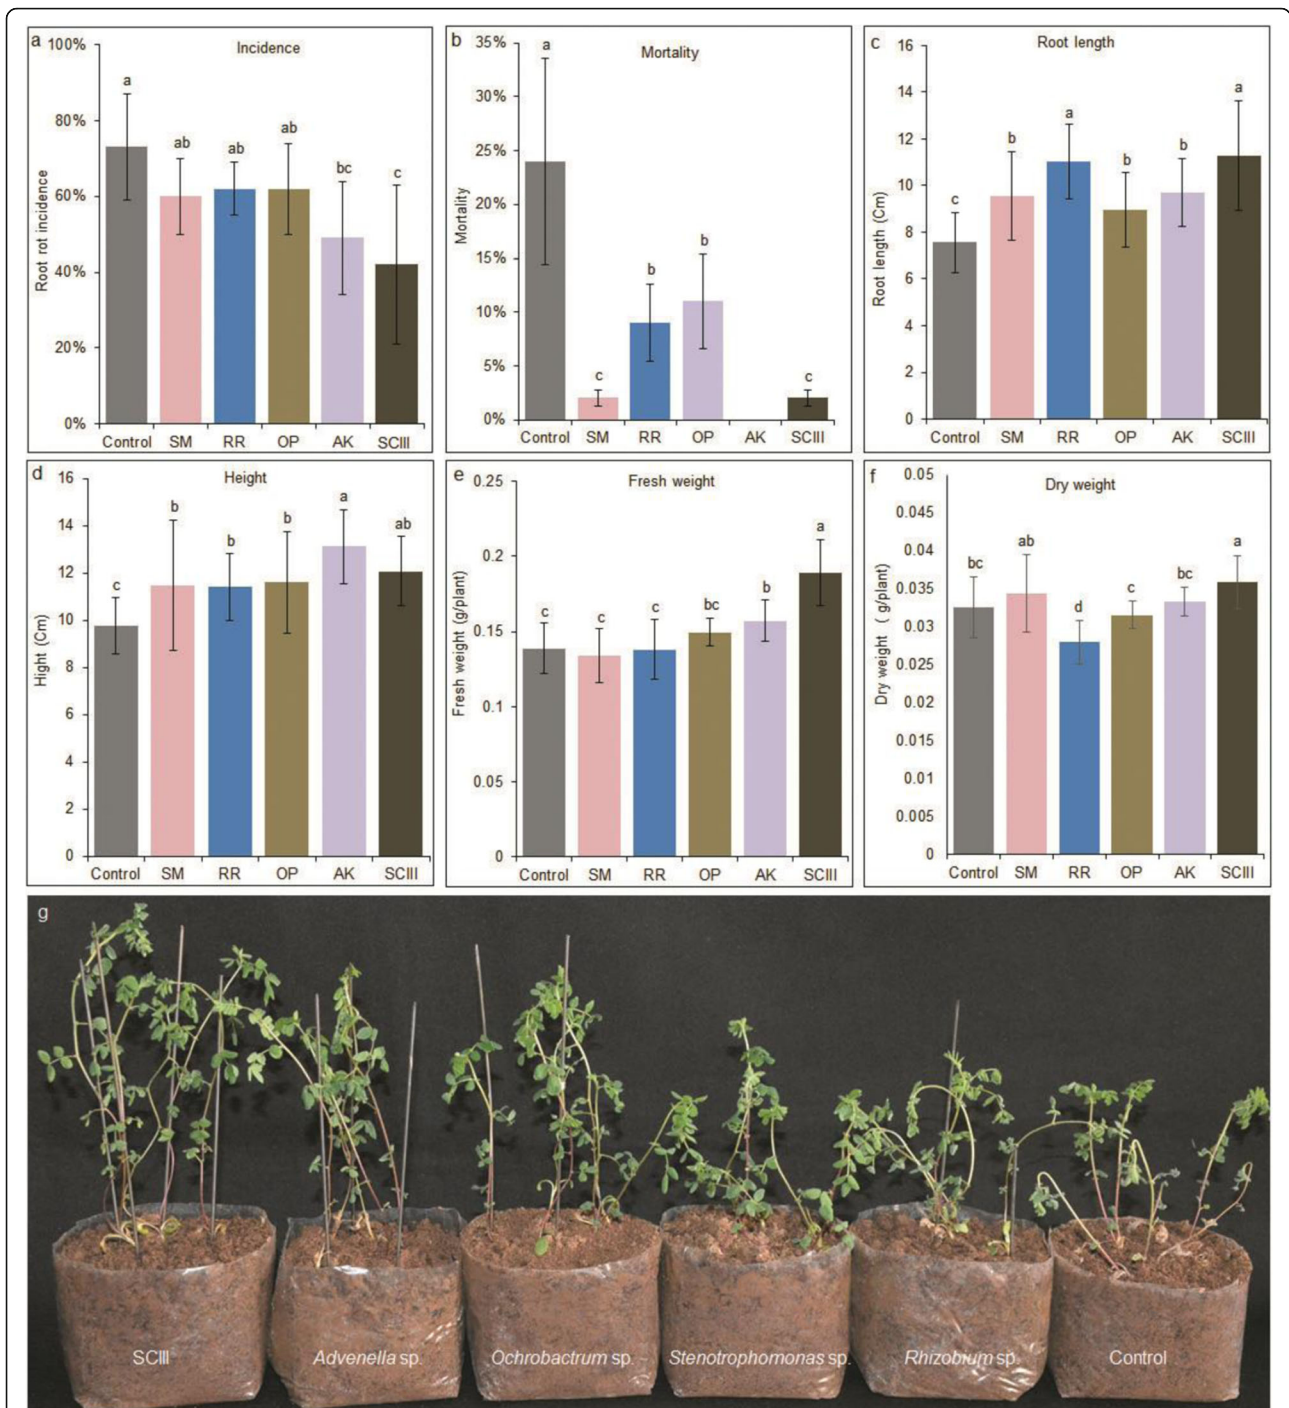 a
Incidence
100%
80%
60%
40%
20%
0%
Root rot incidence
a
ab
ab
ab
bc
c
Control SM RR OP AK SCIII
b
Mortality
35%
30%
25%
20%
15%
10%
5%
0%
Mortality
a
c
b
b
c
Control SM RR OP AK SCIII
c
Root length
16
14
12
10
8
6
4
2
0
Root length (Cm)
c
b
a
b
b
a
Control SM RR OP AK SCIII
d
Height
16
14
12
10
8
6
4
2
0
Hight (Cm)
c
b
b
b
a
ab
Control SM RR OP AK SCIII
e
Fresh weight
0.25
0.2
0.15
0.1
0.05
0
Fresh weight (g/plant)
c
c
c
bc
b
a
Control SM RR OP AK SCIII
f
Dry weight
0.05
0.045
0.04
0.035
0.03
0.025
0.02
0.015
0.01
0.005
0
Dry weight ( g/plant)
bc
ab
d
c
bc
a
Control SM RR OP AK SCIII
g
SCIII Advenella sp. Ochrobactrum sp. Stenotrophomonas sp. Rhizobium sp. Control